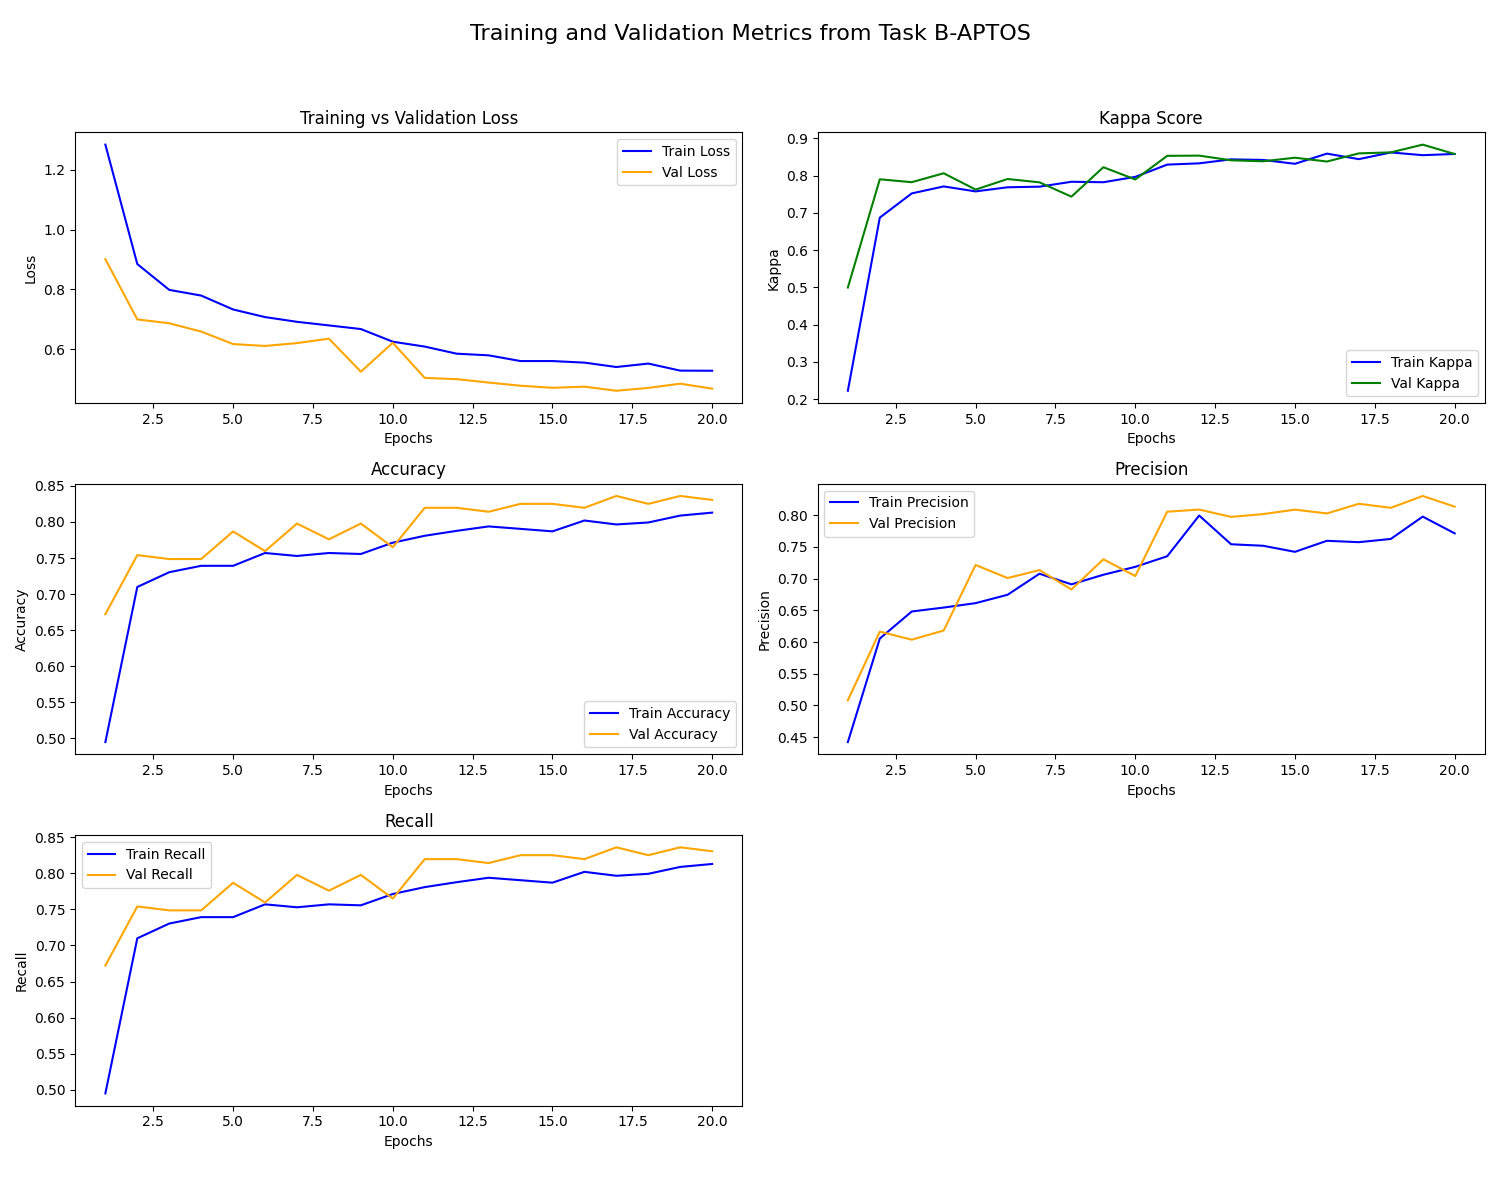 Training and Validation Metrics from Task B-APTOS
Training vs Validation Loss
Loss
1.2
1.0
0.8
0.6
Train Loss
Val Loss
2.5 5.0 7.5 10.0 12.5 15.0 17.5 20.0
Epochs
Kappa Score
Kappa
0.9
0.8
0.7
0.6
0.5
0.4
0.3
0.2
Train Kappa
Val Kappa
2.5 5.0 7.5 10.0 12.5 15.0 17.5 20.0
Epochs
Accuracy
Accuracy
0.85
0.80
0.75
0.70
0.65
0.60
0.55
0.50
Train Accuracy
Val Accuracy
2.5 5.0 7.5 10.0 12.5 15.0 17.5 20.0
Epochs
Precision
Precision
0.80
0.75
0.70
0.65
0.60
0.55
0.50
0.45
Train Precision
Val Precision
2.5 5.0 7.5 10.0 12.5 15.0 17.5 20.0
Epochs
Recall
Recall
0.85
0.80
0.75
0.70
0.65
0.60
0.55
0.50
Train Recall
Val Recall
2.5 5.0 7.5 10.0 12.5 15.0 17.5 20.0
Epochs